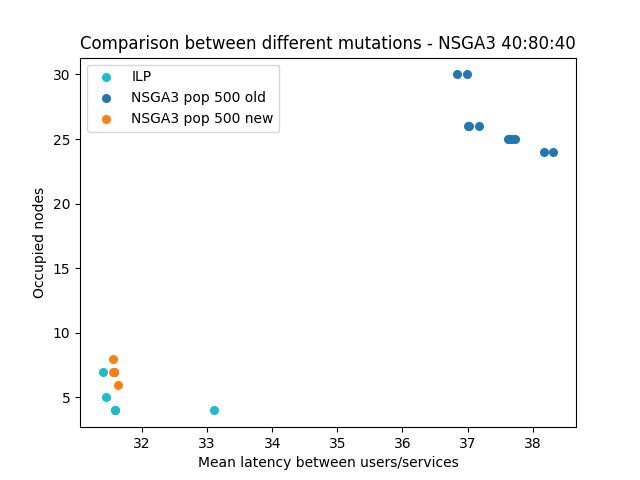 Comparison between different mutations - NSGA3 40:80:40
ILP
NSGA3 pop 500 old
NSGA3 pop 500 new
Occupied nodes
30
25
20
15
10
5
32 33 34 35 36 37 38
Mean latency between users/services